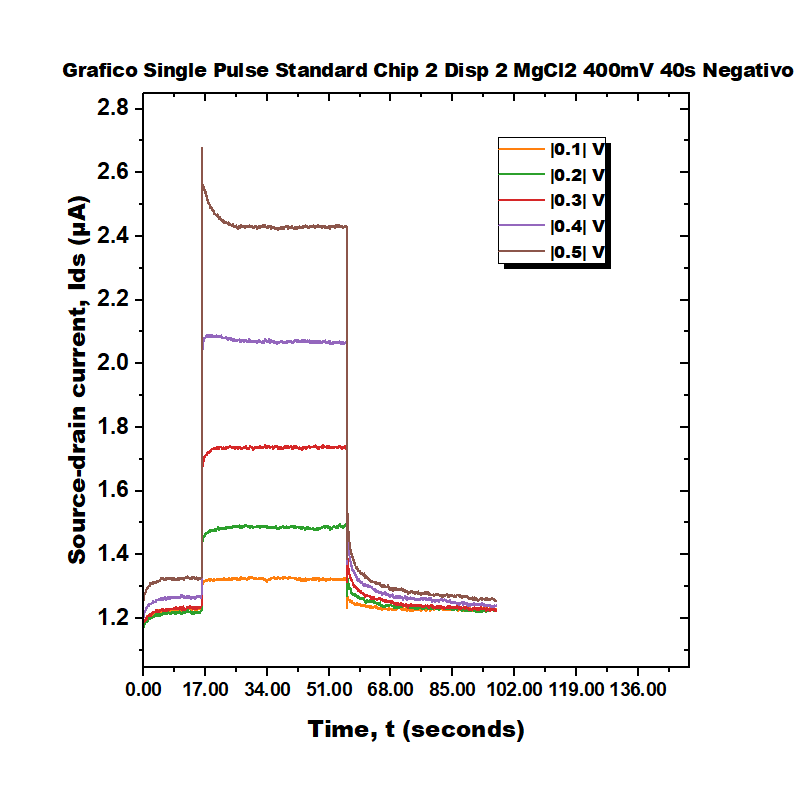 Grafico Single Pulse Standard Chip 2 Disp 2 MgCl2 400mV 40s Negativo
2.8
2.6
2.4
2.2
2.0
1.8
1.6
1.4
1.2
Source-drain current, Ids (µA)
|0.1| V
|0.2| V
|0.3| V
|0.4| V
|0.5| V
0.00 17.00 34.00 51.00 68.00 85.00 102.00 119.00 136.00
Time, t (seconds)